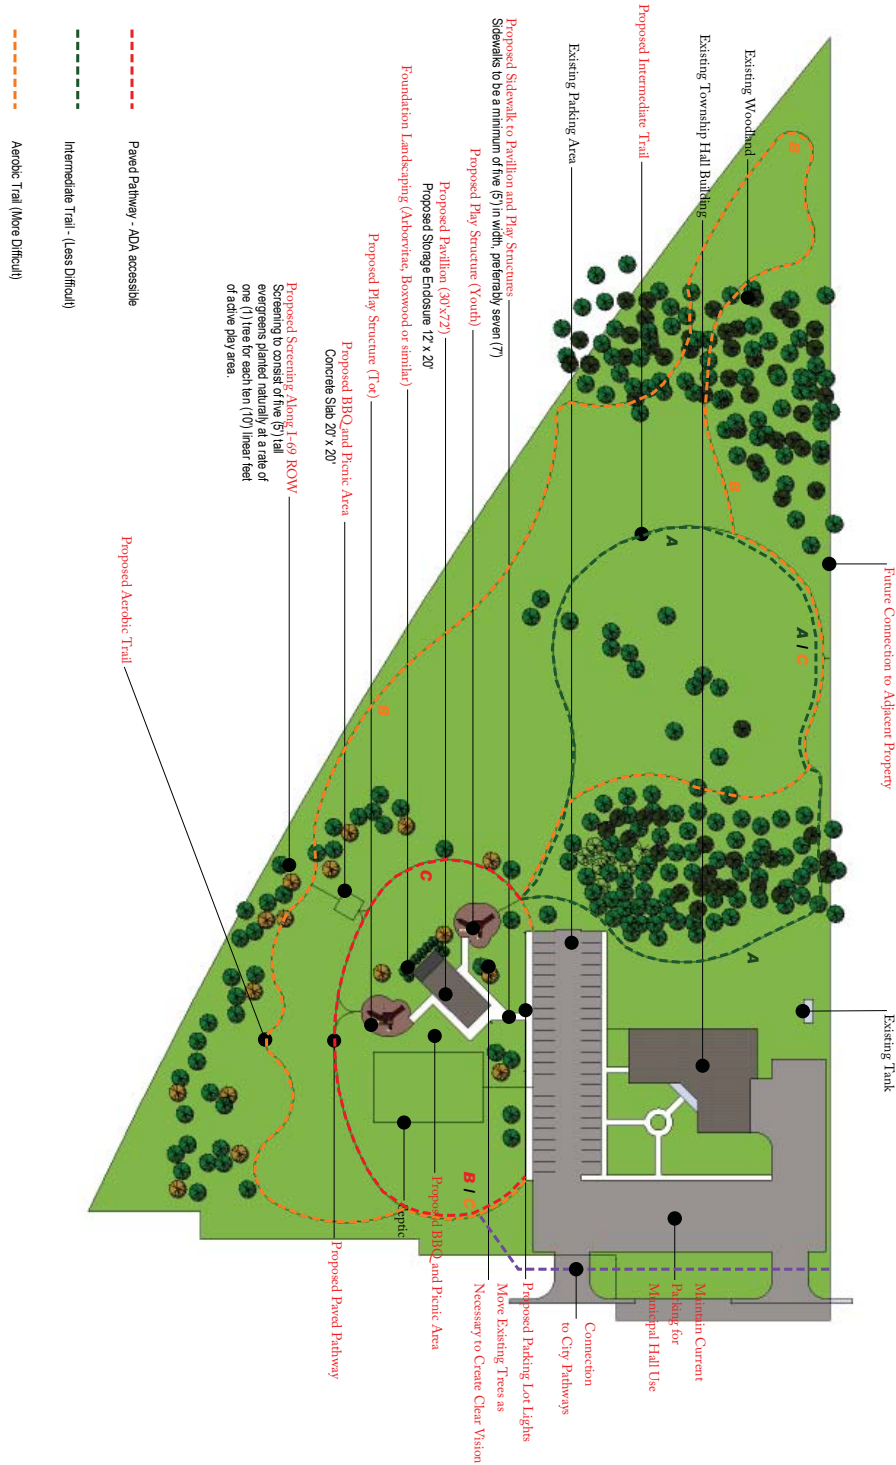 Existing Woodland
Existing Township Hall Building
Proposed Intermediate Trail
Existing Parking Area
Proposed Sidewalk to Pavillion and Play Structures
Sidewalks to be a minimum of five (5') in width, preferrably seven (7')
Proposed Play Structure (Youth)
Proposed Pavillion (30'x72')
Proposed Storage Enclosure 12' x 20'
Foundation Landscaping (Arborvitae, Boxwood or similar)
Proposed Play Structure (Tot)
Proposed BBQ and Picnic Area
Concrete Slab 20' x 20'
Proposed Screening Along I-69 ROW
Screening to consist of five (5') tall
evergreens planted naturally at a rate of
one (1) tree for each ten (10') linear feet
of active play area.
Proposed Aerobic Trail
Future Connection to Adjacent Property
Existing Tank
B
B
A
A / C
B
C
A
B / C
Maintain Current
Parking for
Municipal Hall Use
Connection
to City Pathways
Proposed Parking Lot Lights
Move Existing Trees as
Necessary to Create Clear Vision
Proposed BBQ and Picnic Area
eptic
Proposed Paved Pathway
Paved Pathway - ADA accessible
Intermediate Trail - (Less Difficult)
Aerobic Trail (More Difficult)